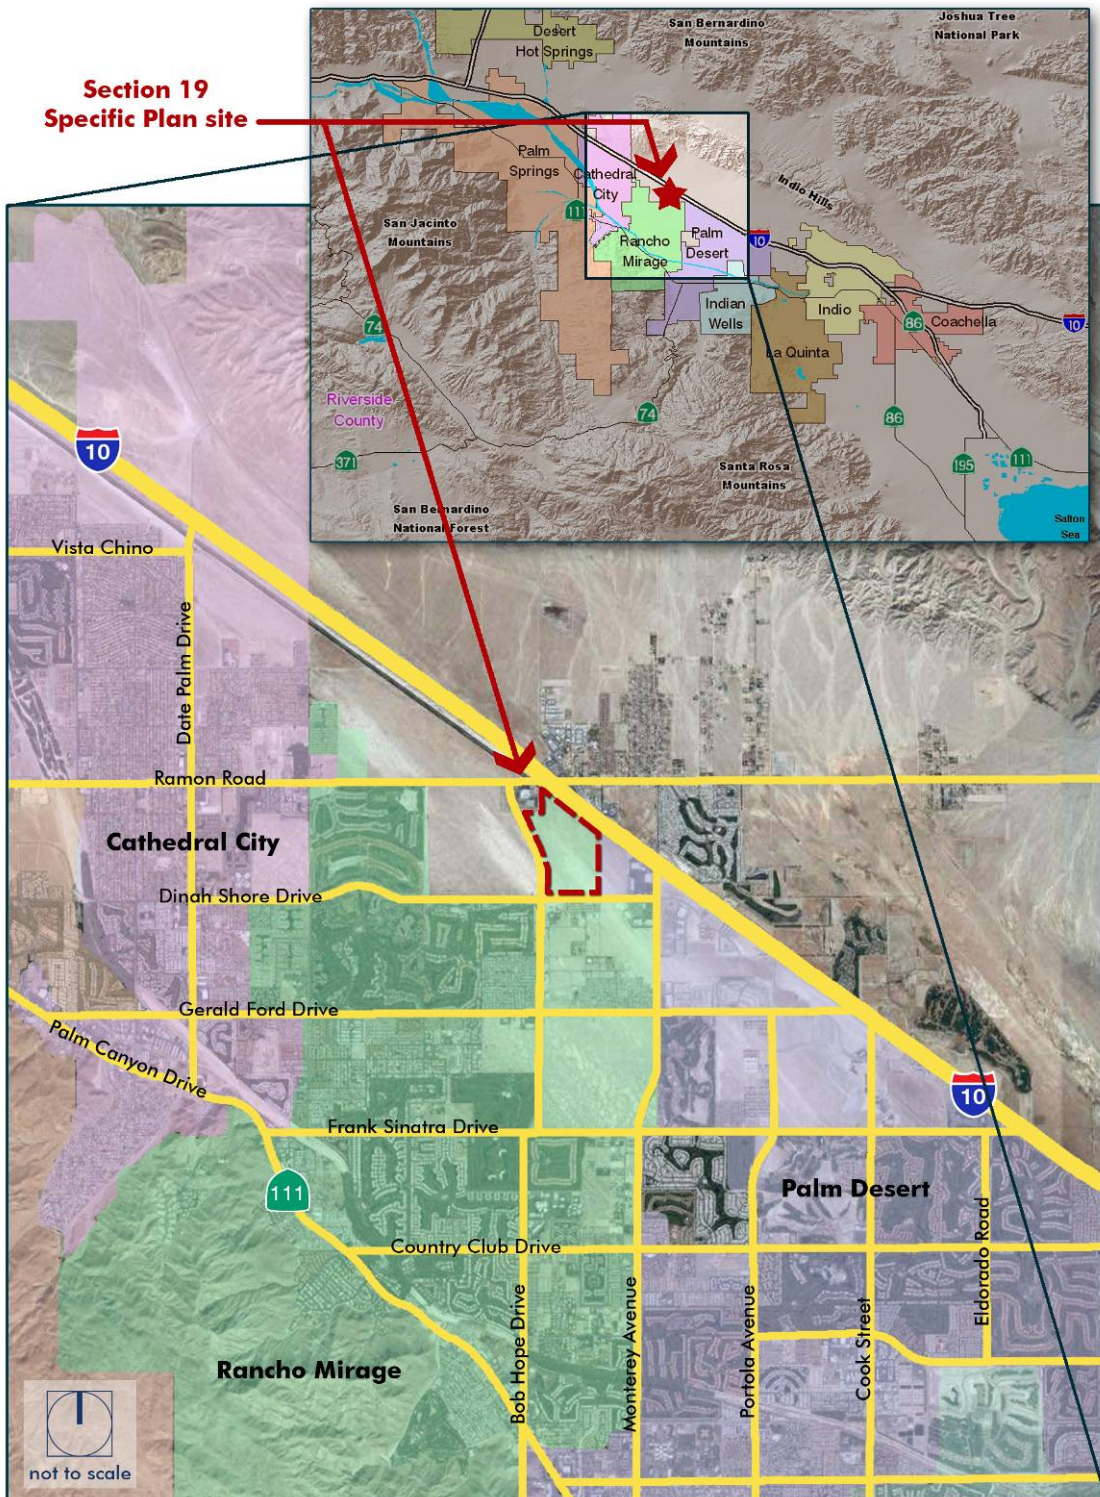 Section 19
Specific Plan site
San Bernardino
Mountains
Joshua Tree
National Park
Desert
Hot Springs
Palm
Springs
Cathedral
City
Indio Hills
San Jacinto
Mountains
111
Rancho
Mirage
Palm
Desert
10
Indian
Wells
Indio
86
Coachella
10
74
La Quinta
Riverside
County
74
86
371
Santa Rosa
Mountains
195
111
San Bernardino
National Forest
Salton
Sea
10
Vista Chino
Date Palm Drive
Ramon Road
Cathedral City
Dinah Shore Drive
Gerald Ford Drive
Palm Canyon Drive
10
Frank Sinatra Drive
111
Palm Desert
Country Club Drive
Bob Hope Drive
Monterey Avenue
Portola Avenue
Cook Street
Eldorado Road
Rancho Mirage
not to scale